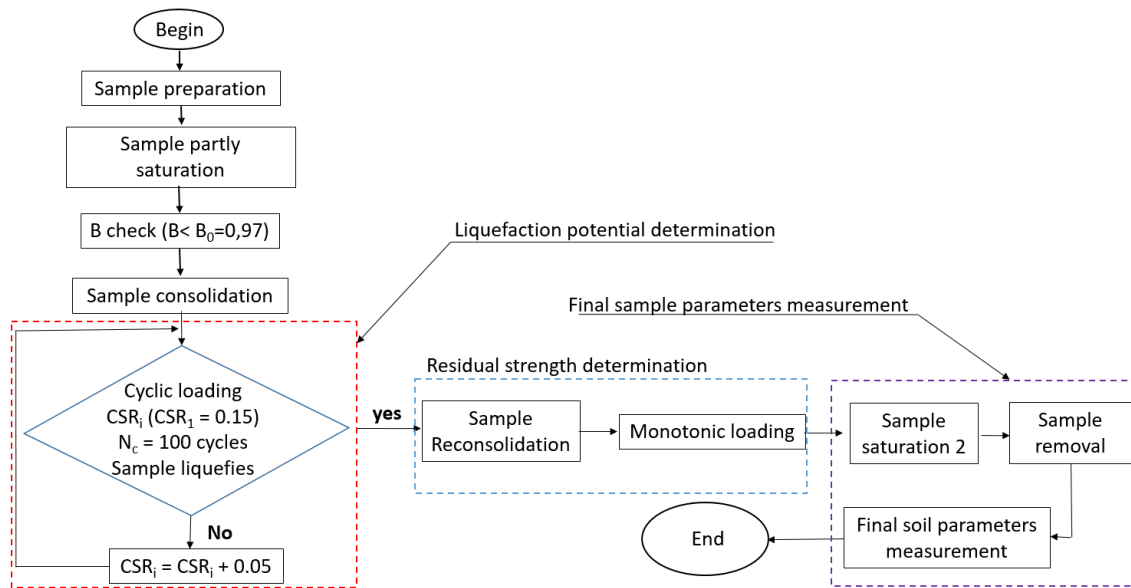 Begin
Sample preparation
Sample partly
saturation
B check (B< B₀=0,97)
Sample consolidation
Liquefaction potential determination
Final sample parameters measurement
Cyclic loading
CSRᵢ (CSR₁ = 0.15)
N_c = 100 cycles
Sample liquefies
yes
No
CSRᵢ = CSRᵢ + 0.05
Residual strength determination
Sample
Reconsolidation
Monotonic loading
Sample
saturation 2
Sample
removal
Final soil parameters
measurement
End